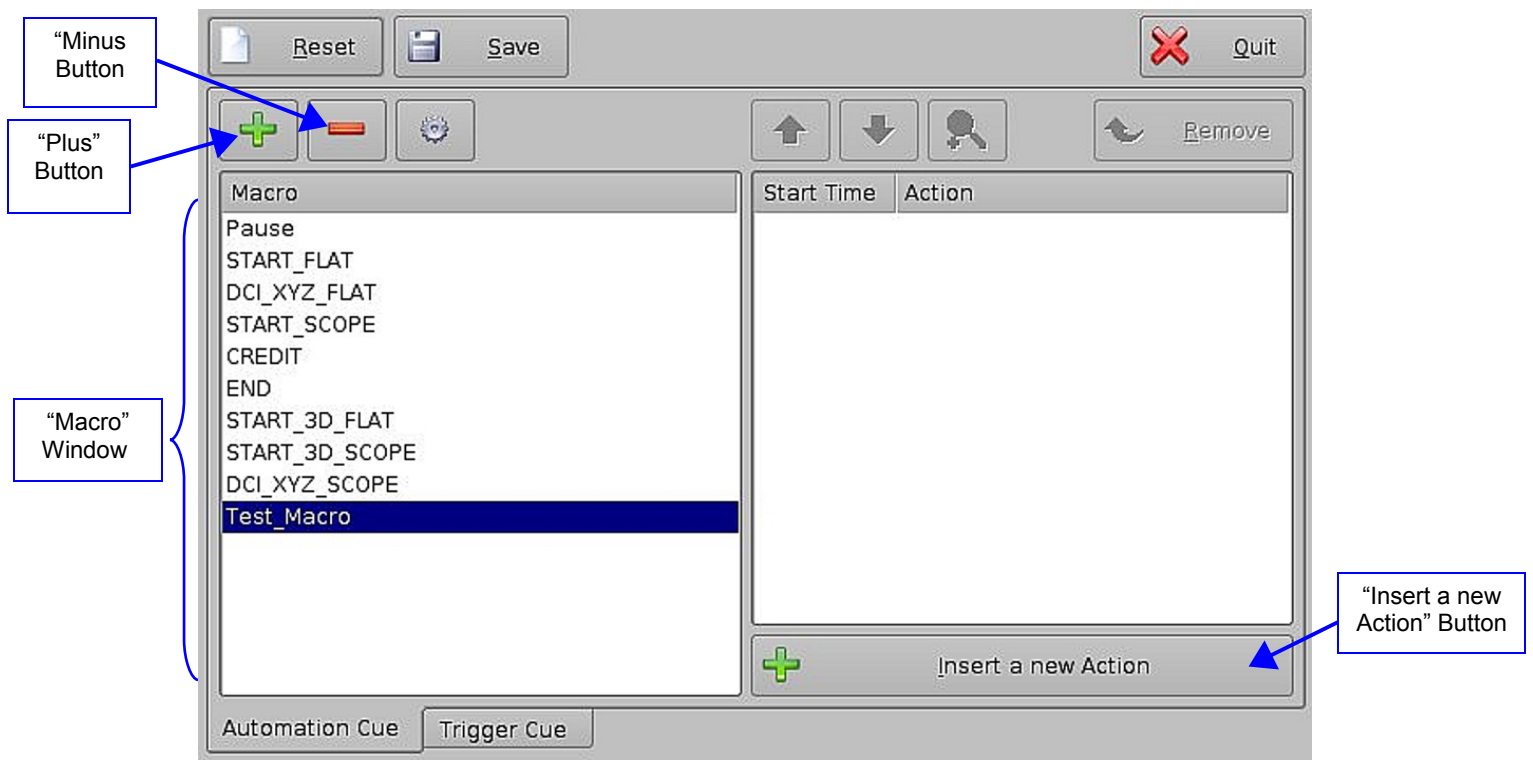 “Minus
Button
Reset
Save
Quit
“Plus”
Button
Remove
Macro
Start Time
Action
Pause
START_FLAT
DCI_XYZ_FLAT
START_SCOPE
CREDIT
END
START_3D_FLAT
START_3D_SCOPE
DCI_XYZ_SCOPE
Test_Macro
“Macro”
Window
“Insert a new
Action” Button
Insert a new Action
Automation Cue
Trigger Cue